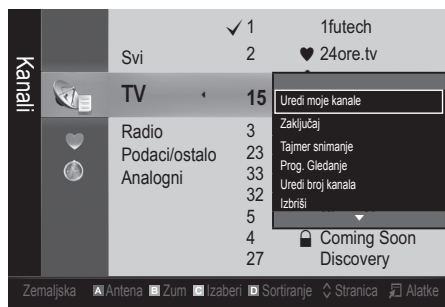 Kanali
✓ 1 1futech
Svi 2 ♥ 24ore.tv
TV 15
Radio 3
Podaci/ostalo 23
Analogni 33
32
5
4 Coming Soon
27 Discovery
Uredi moje kanale
Zaključaj
Tajmer snimanje
Prog. Gledanje
Uredi broj kanala
Izbriši
Zemaljska A Antena B Zum C Izaberi D Sortiranje Stranica Alatke